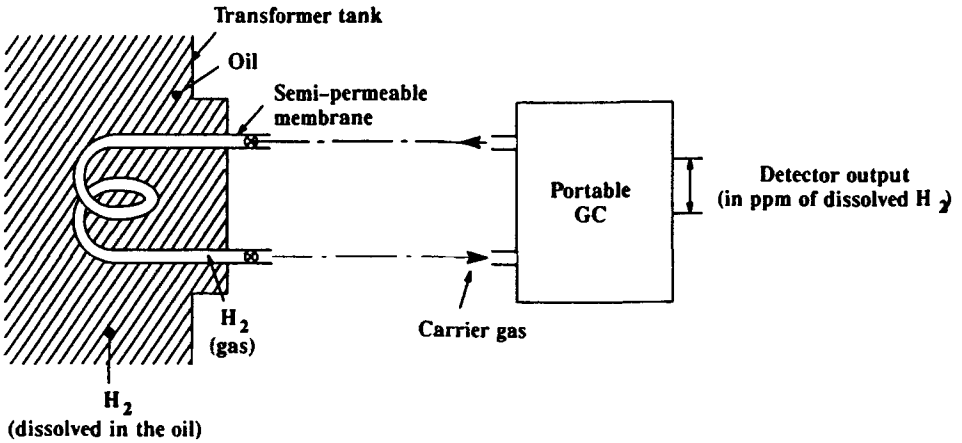 Transformer tank
Oil
Semi-permeable
membrane
Portable
GC
Detector output
(in ppm of dissolved H2)
H2
(gas)
Carrier gas
H2
(dissolved in the oil)